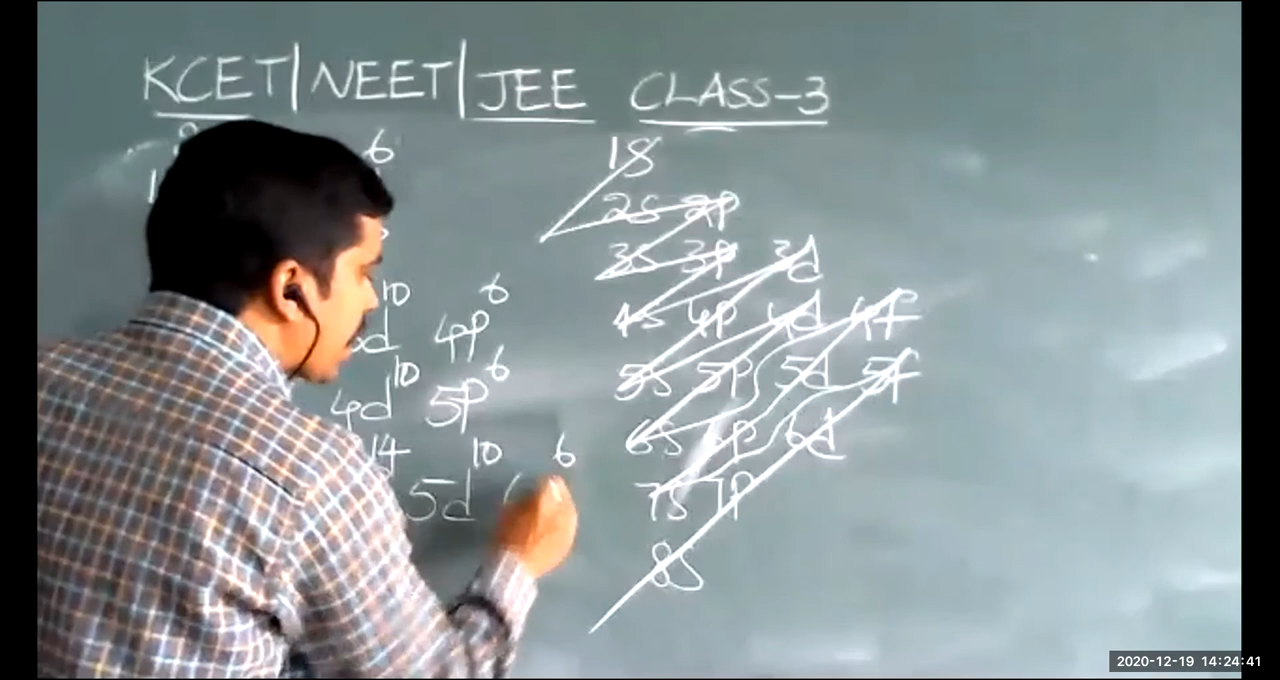 KCET|NEET|JEE CLASS-3
6
1S
2S 2P
3S 3P 3d
4S 4P 4d 4f
5S 5P 5d 5f
6S 6P 6d
7S 7P
8S
10 6
d 4P
10 6
4d 5P
14 10 6
5d
2020-12-19 14:24:41